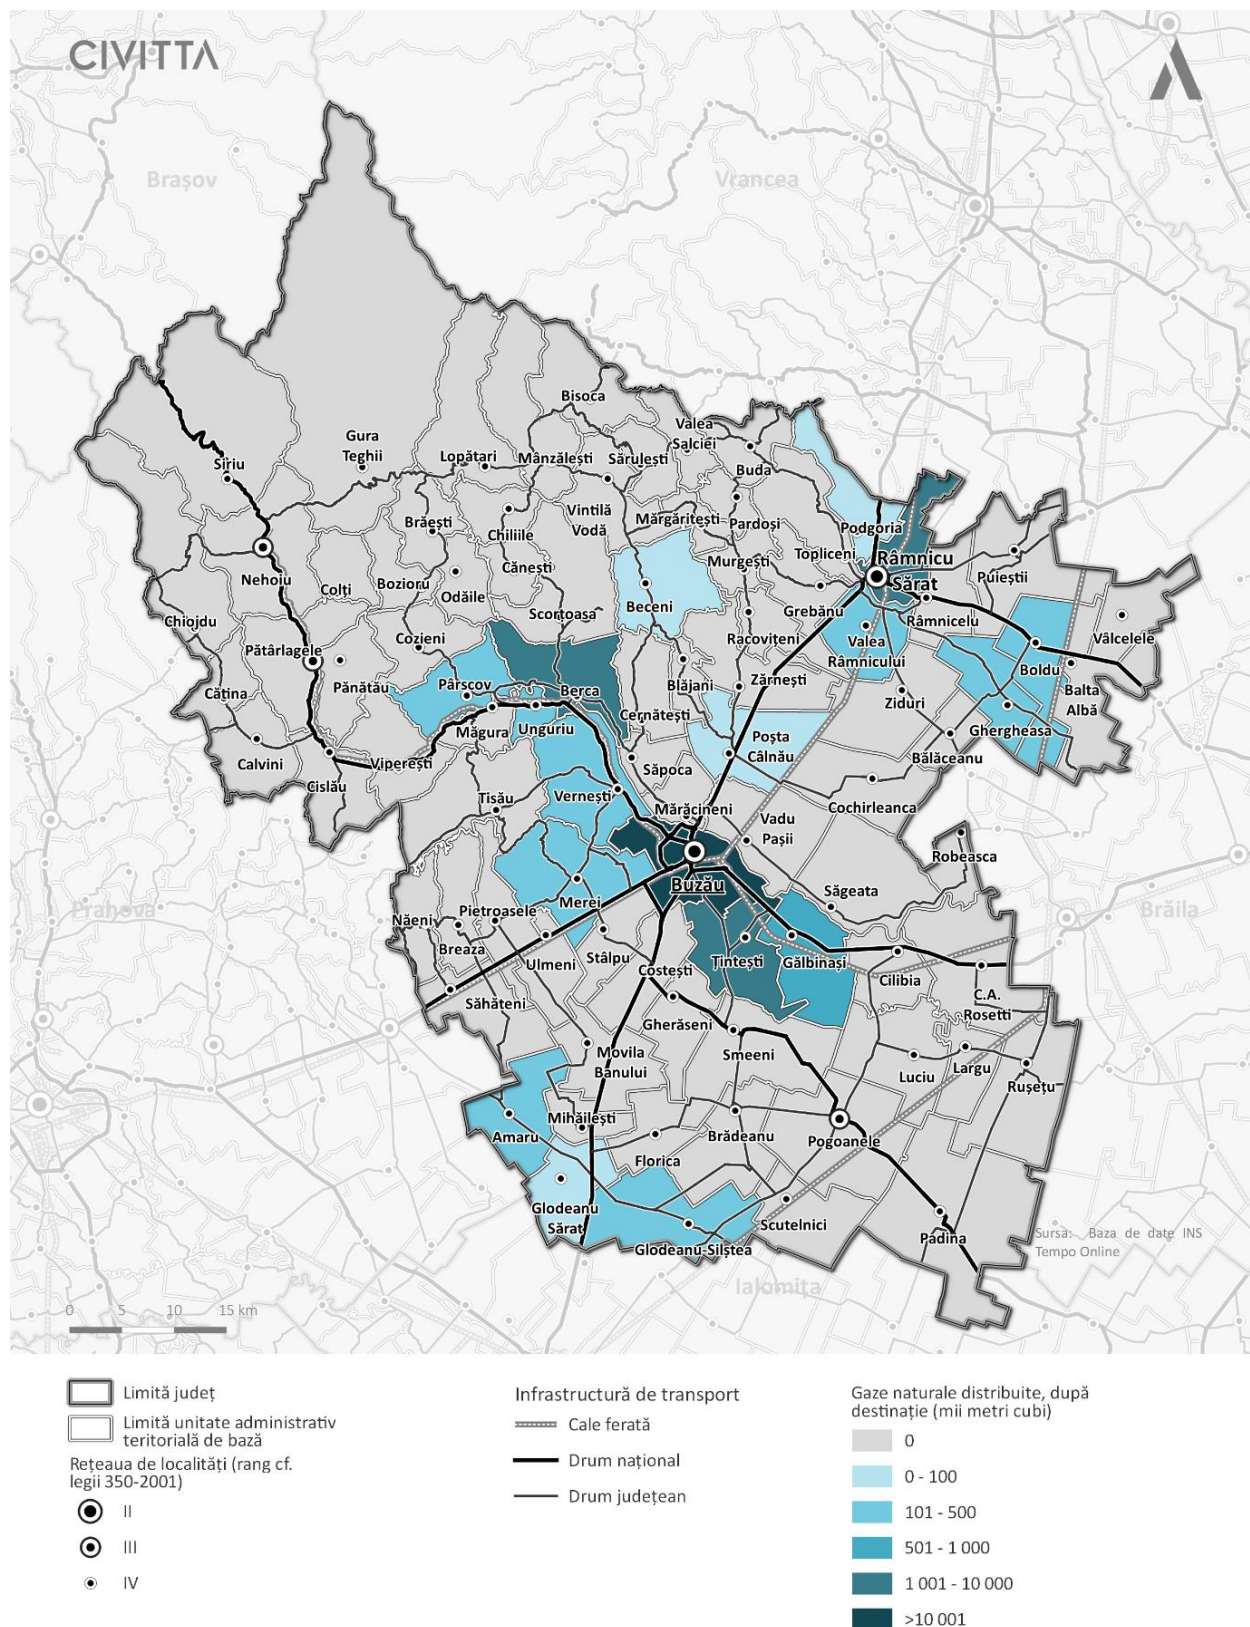 CIVITTA
Brașov
Vrancea
Bisoca
Valea
Salciei
Gura
Teghii
Lopătari
Mânzălești
Sărulești
Buda
Siriu
Vintilă
Vodă
Brăești
Chiliile
Mărgăritești
Pardoși
Podgoria
Topliceni
Râmnicu
Sărat
Murgești
Cănești
Puieștii
Nehoiu
Colți
Bozioru
Odăile
Beceni
Grebănu
Scorțoasa
Chiojdu
Cozieni
Racovițeni
Valea
Râmnicului
Râmnicelu
Vâlcelele
Pătârlagele
Boldu
Pănătău
Pârscov
Berca
Blăjani
Zărnești
Balta
Albă
Cătina
Ziduri
Cernătești
Măgura
Unguriu
Ghergheasa
Poșta
Câlnău
Calvini
Viperești
Săpoca
Bălăceanu
Cislău
Tisău
Vernești
Mărăcineni
Cochirleanca
Vadu
Pașii
Robeasca
Buzău
Săgeata
Prahova
Brăila
Merei
Pietroasele
Năeni
Breaza
Ulmeni
Stâlpu
Costești
Țintești
Gălbinași
Cilibia
C.A.
Rosetti
Săhăteni
Gherăseni
Smeeni
Movila
Banului
Luciu
Largu
Rușețu
Mihăilești
Amaru
Brădeanu
Pogoanele
Florica
Glodeanu
Sărat
Scutelnici
Glodeanu-Siliștea
Padina
Sursa: Baza de date INS
Tempo Online
Ialomița
0 5 10 15 km
Limită județ
Limită unitate administrativ
teritorială de bază
Rețeaua de localități (rang cf.
legii 350-2001)
II
III
IV
Infrastructură de transport
Cale ferată
Drum național
Drum județean
Gaze naturale distribuite, după
destinație (mii metri cubi)
0
0 - 100
101 - 500
501 - 1 000
1 001 - 10 000
>10 001